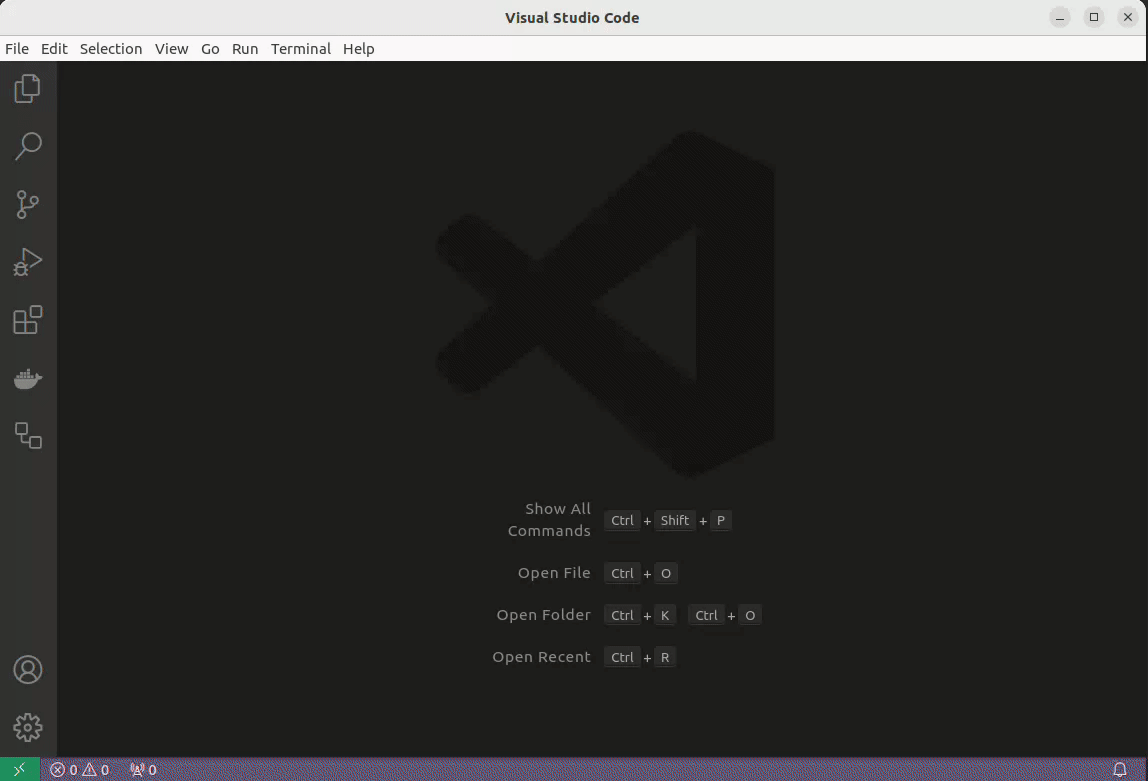 Visual Studio Code
File Edit Selection View Go Run Terminal Help
Show All
Commands
Ctrl + Shift + P
Open File Ctrl + O
Open Folder Ctrl + K Ctrl + O
Open Recent Ctrl + R
0 0 0